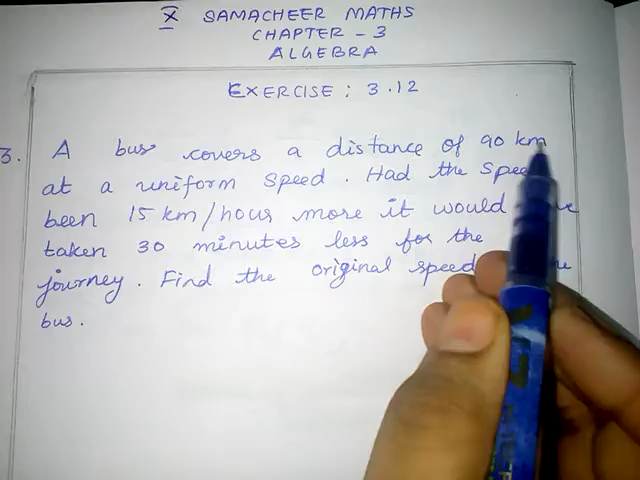 X SAMACHEER MATHS
CHAPTER - 3
ALGEBRA
EXERCISE : 3.12
3. A bus covers a distance of 90 km
at a uniform speed. Had the spee
been 15 km/hour more it would
taken 30 minutes less for the
journey. Find the original speed
bus.